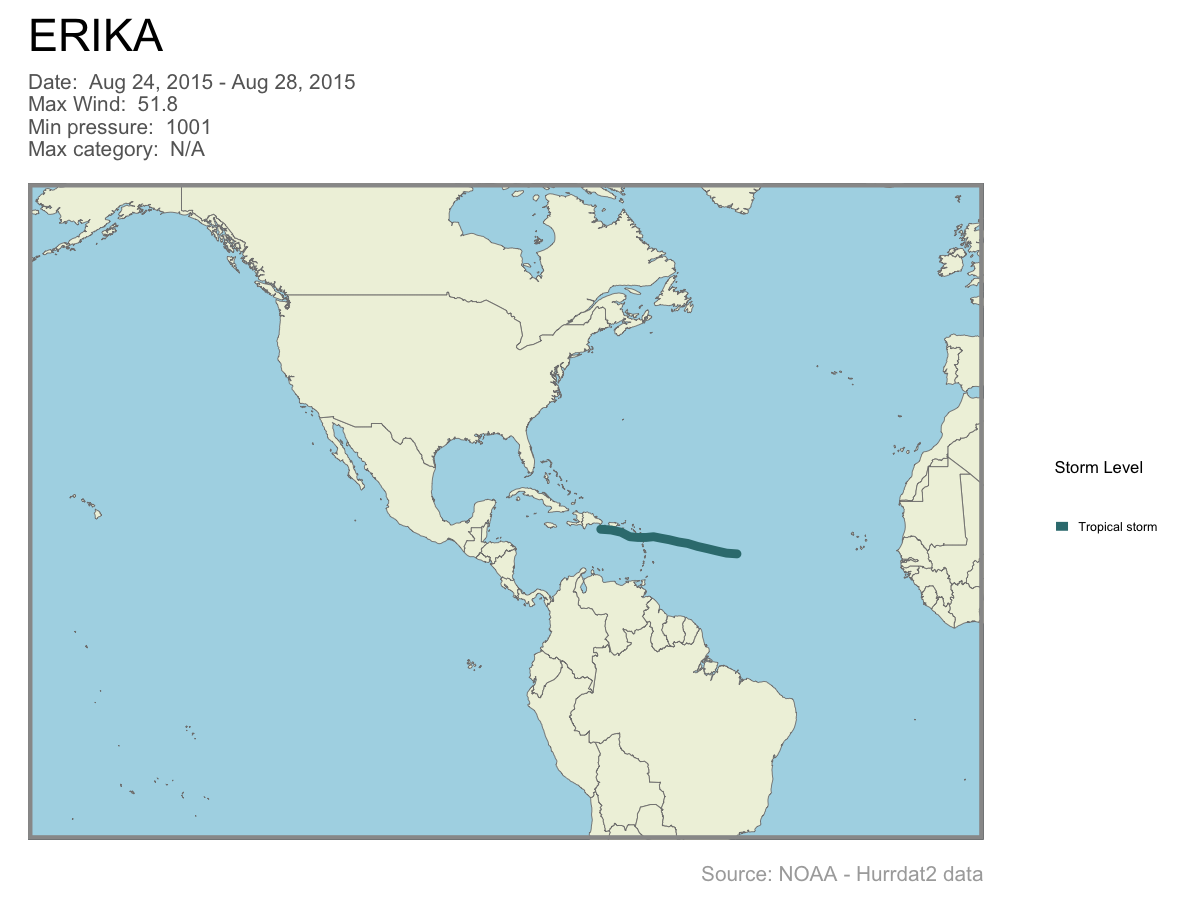 ERIKA
Date:  Aug 24, 2015 - Aug 28, 2015
Max Wind:  51.8
Min pressure:  1001
Max category:  N/A
Storm Level
Tropical storm
Source: NOAA - Hurrdat2 data